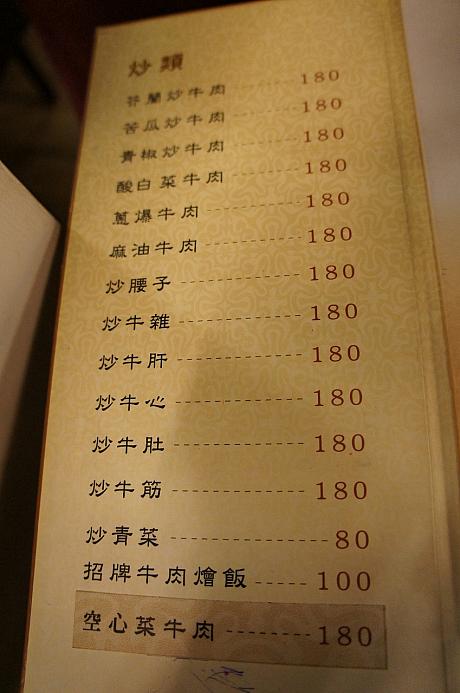 炒類
芥蘭炒牛肉 180
苦瓜炒牛肉 180
青椒炒牛肉 180
酸白菜牛肉 180
蔥爆牛肉 180
麻油牛肉 180
炒腰子 180
炒牛雜 180
炒牛肝 180
炒牛心 180
炒牛肚 180
炒牛筋 180
炒青菜 80
招牌牛肉燴飯 100
空心菜牛肉 180